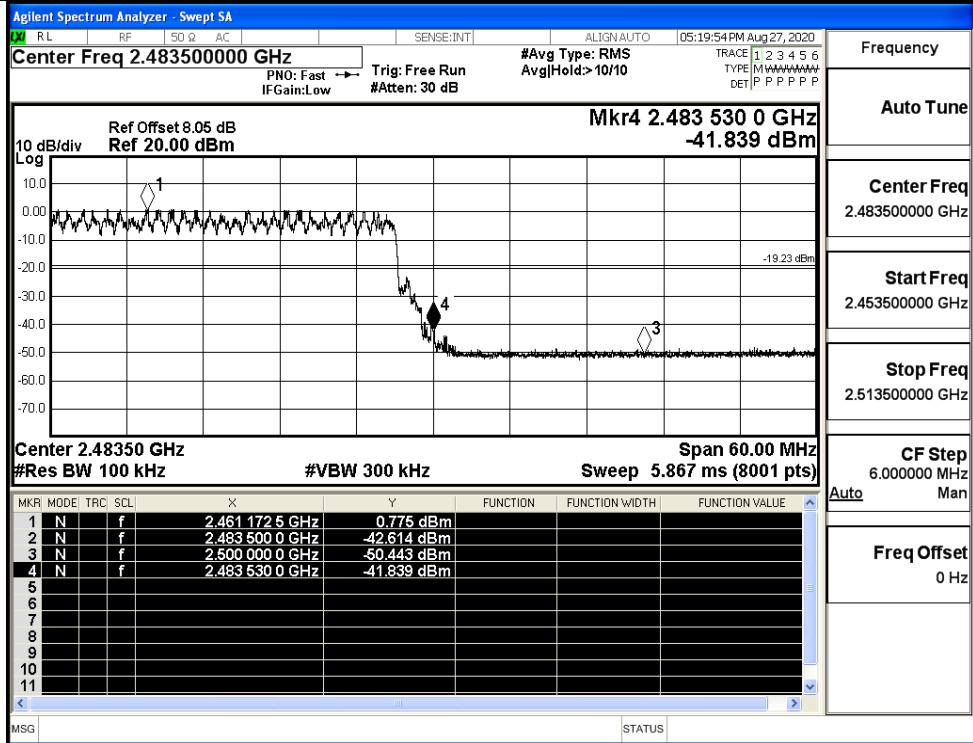 Agilent Spectrum Analyzer - Swept SA
RL RF 50 Ω AC SENSE:INT ALIGNAUTO 05:19:54 PM Aug 27, 2020
Center Freq 2.483500000 GHz
PNO: Fast
IFGain:Low
Trig: Free Run
#Atten: 30 dB
#Avg Type: RMS
Avg|Hold:>10/10
TRACE 1 2 3 4 5 6
TYPE M W W W W W
DET P P P P P P
Frequency
Auto Tune
Center Freq
2.483500000 GHz
Start Freq
2.453500000 GHz
Stop Freq
2.513500000 GHz
CF Step
6.000000 MHz
Auto Man
Freq Offset
0 Hz
Mkr4 2.483 530 0 GHz
-41.839 dBm
Ref Offset 8.05 dB
10 dB/div Ref 20.00 dBm
Log
10.0
0.00
-10.0
-20.0
-30.0
-40.0
-50.0
-60.0
-70.0
1
4
3
-19.23 dBm
Center 2.48350 GHz Span 60.00 MHz
#Res BW 100 kHz #VBW 300 kHz Sweep 5.867 ms (8001 pts)
MKR MODE TRC SCL X Y FUNCTION FUNCTION WIDTH FUNCTION VALUE
1 N f 2.461 172 5 GHz 0.775 dBm
2 N f 2.483 500 0 GHz -42.614 dBm
3 N f 2.500 000 0 GHz -50.443 dBm
4 N f 2.483 530 0 GHz -41.839 dBm
5
6
7
8
9
10
11
MSG STATUS